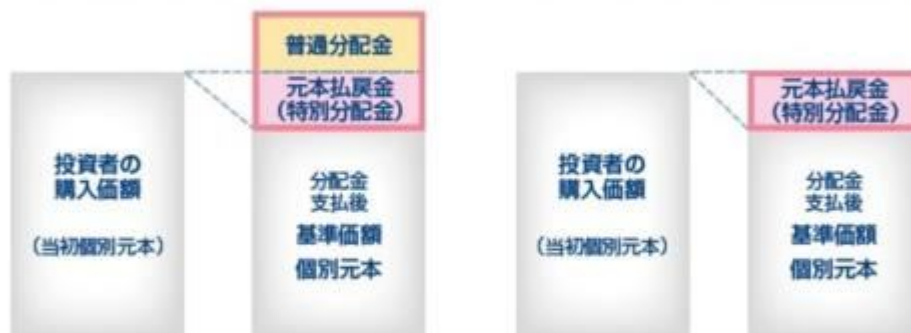 普通分配金
元本払戻金
(特別分配金)
投資者の
購入価額
(当初個別元本)
分配金
支払後
基準価額
個別元本
元本払戻金
(特別分配金)
投資者の
購入価額
(当初個別元本)
分配金
支払後
基準価額
個別元本